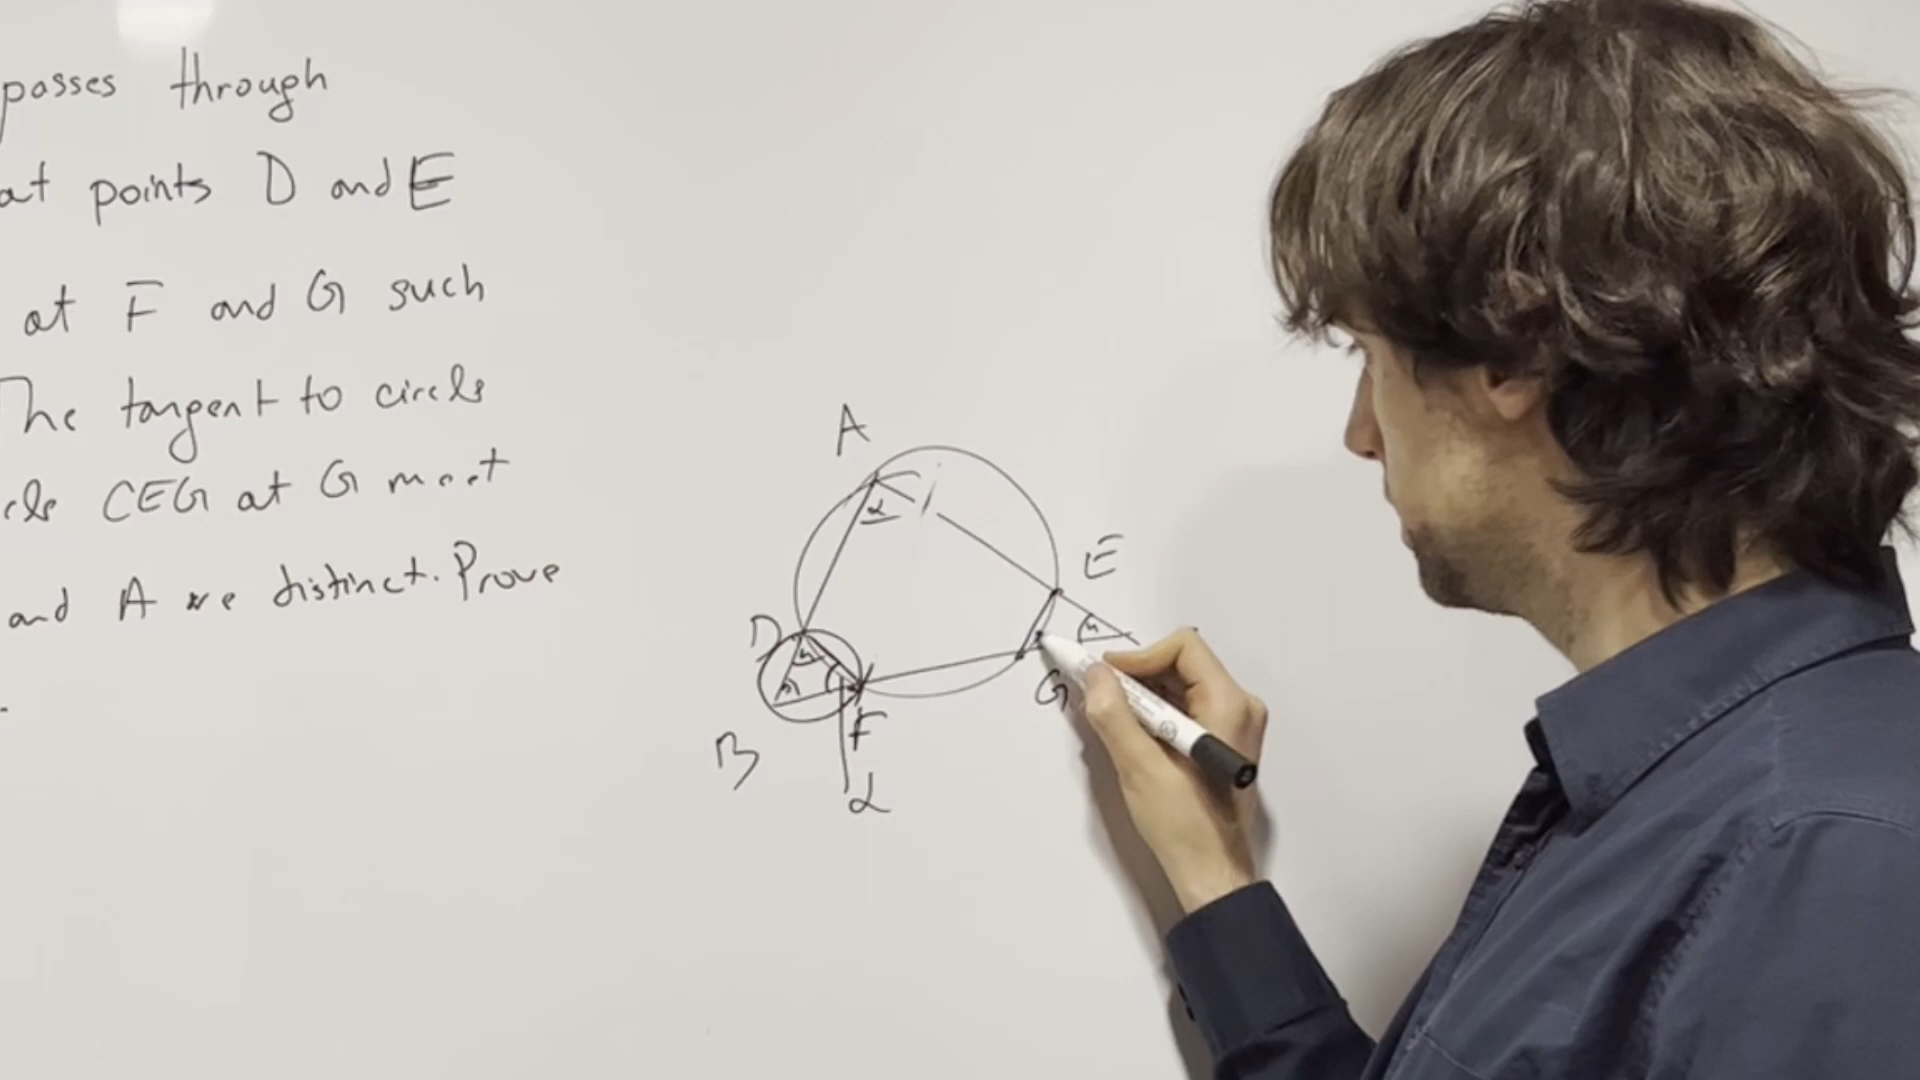 passes through
at points D and E
at F and G such
The tangent to circle
cle CEG at G meet
and A are distinct. Prove
A
α
E
D
G
F
B
α